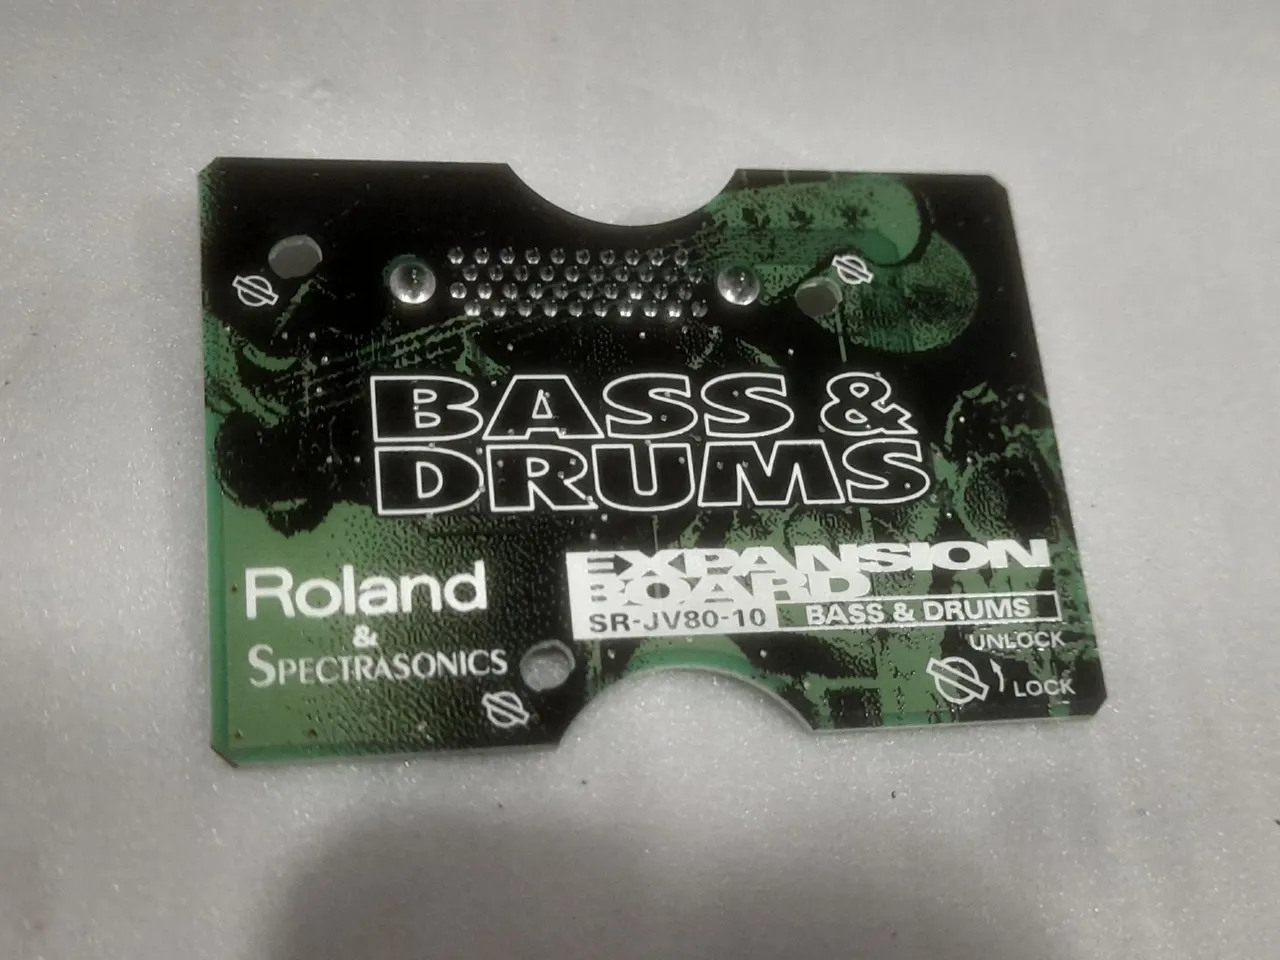 BASS &
DRUMS
Roland
&
SPECTRASONICS
EXPANSION
BOARD
SR-JV80-10 BASS & DRUMS
UNLOCK
LOCK